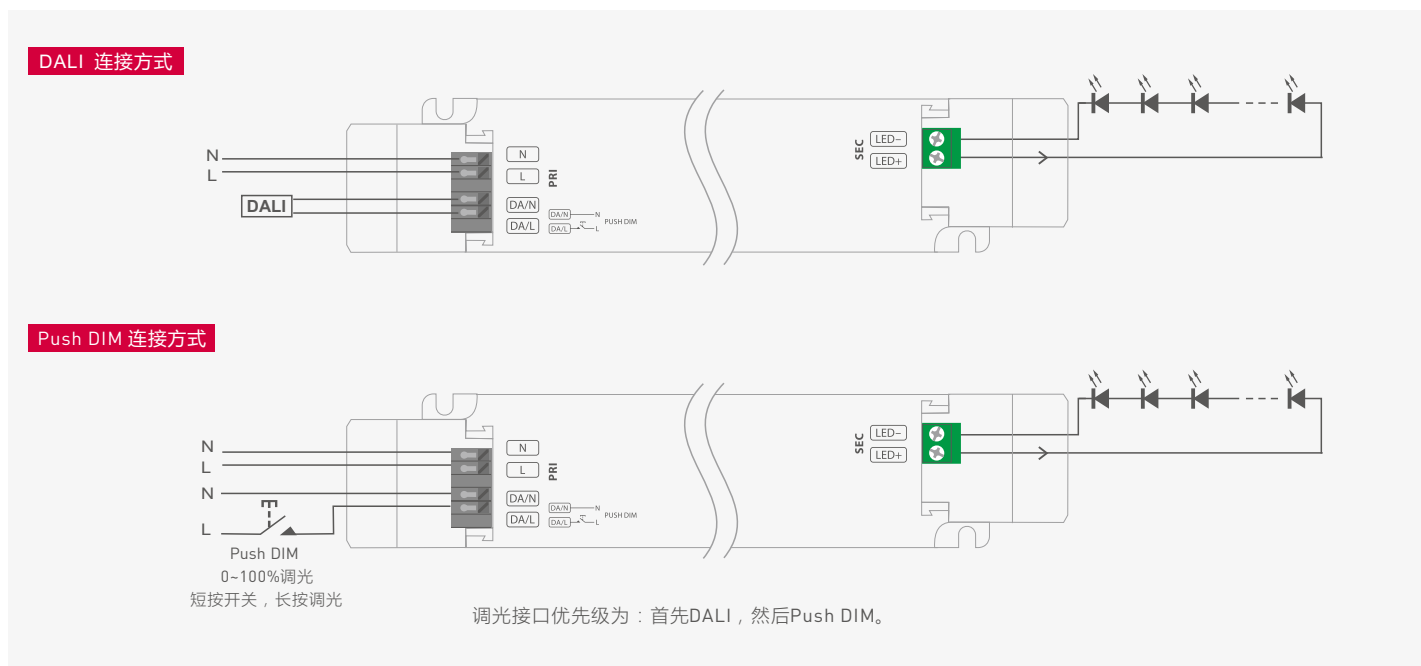 DALI 连接方式
N
L
DALI
N
L
PRI
DA/N
DA/L
DA/N N
DA/L L
PUSH DIM
SEC
LED-
LED+
Push DIM 连接方式
N
L
N
L
Push DIM
0~100%调光
短按开关，长按调光
N
L
PRI
DA/N
DA/L
DA/N N
DA/L L
PUSH DIM
SEC
LED-
LED+
调光接口优先级为：首先DALI，然后Push DIM。